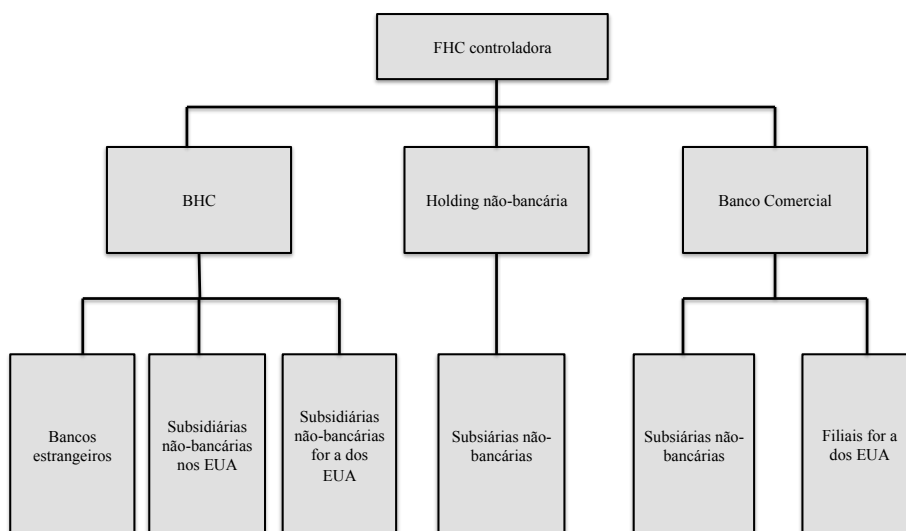 FHC controladora
BHC
Holding não-bancária
Banco Comercial
Bancos
estrangeiros
Subsidiárias
não-bancárias
nos EUA
Subsidiárias
não-bancárias
for a dos
EUA
Subsiárias não-
bancárias
Subsiárias não-
bancárias
Filiais for a
dos EUA